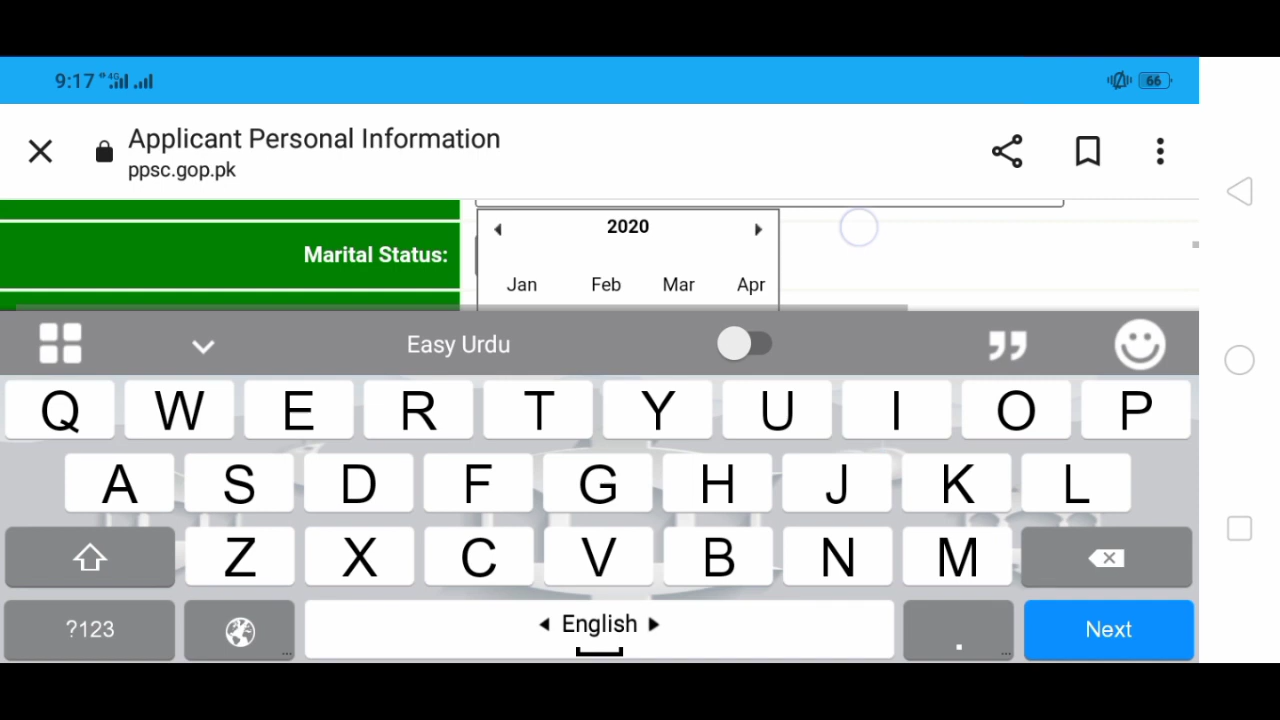 9:17 4G 66
Applicant Personal Information
ppsc.gop.pk
2020
Marital Status:
Jan Feb Mar Apr
Easy Urdu
Q W E R T Y U I O P
A S D F G H J K L
Z X C V B N M
?123 English . Next